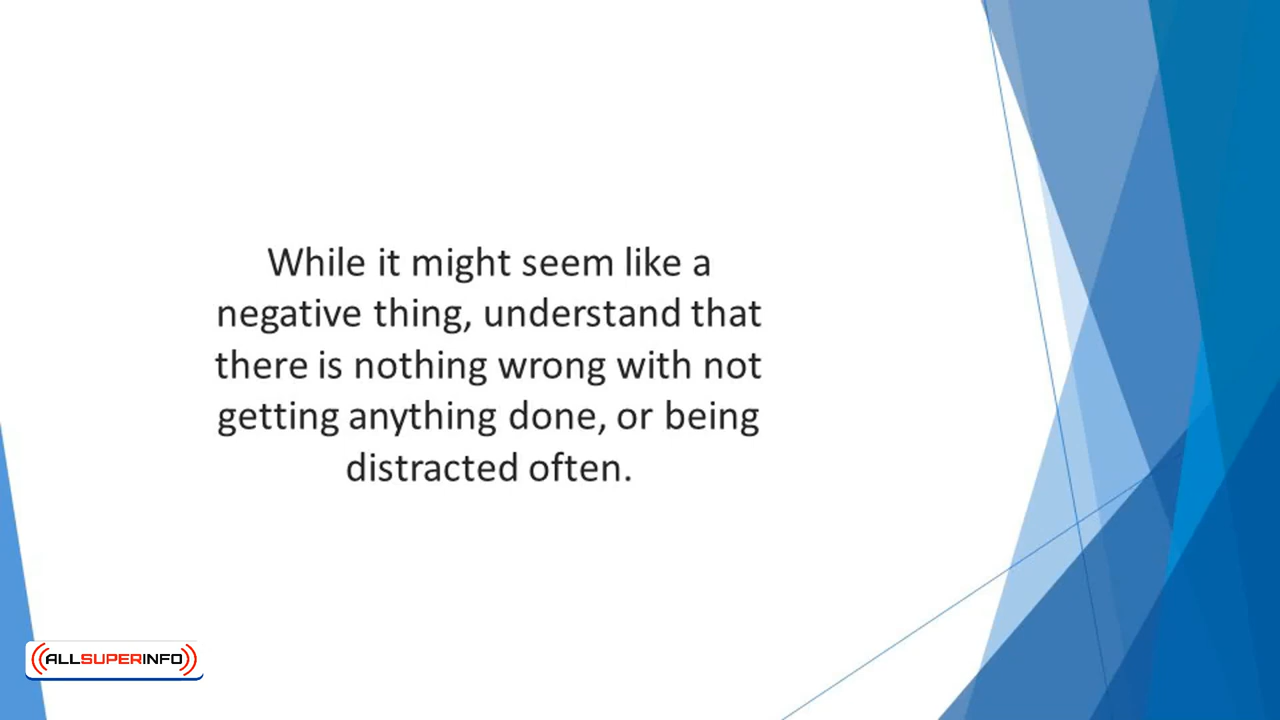 While it might seem like a
negative thing, understand that
there is nothing wrong with not
getting anything done, or being
distracted often.
ALLSUPERINFO